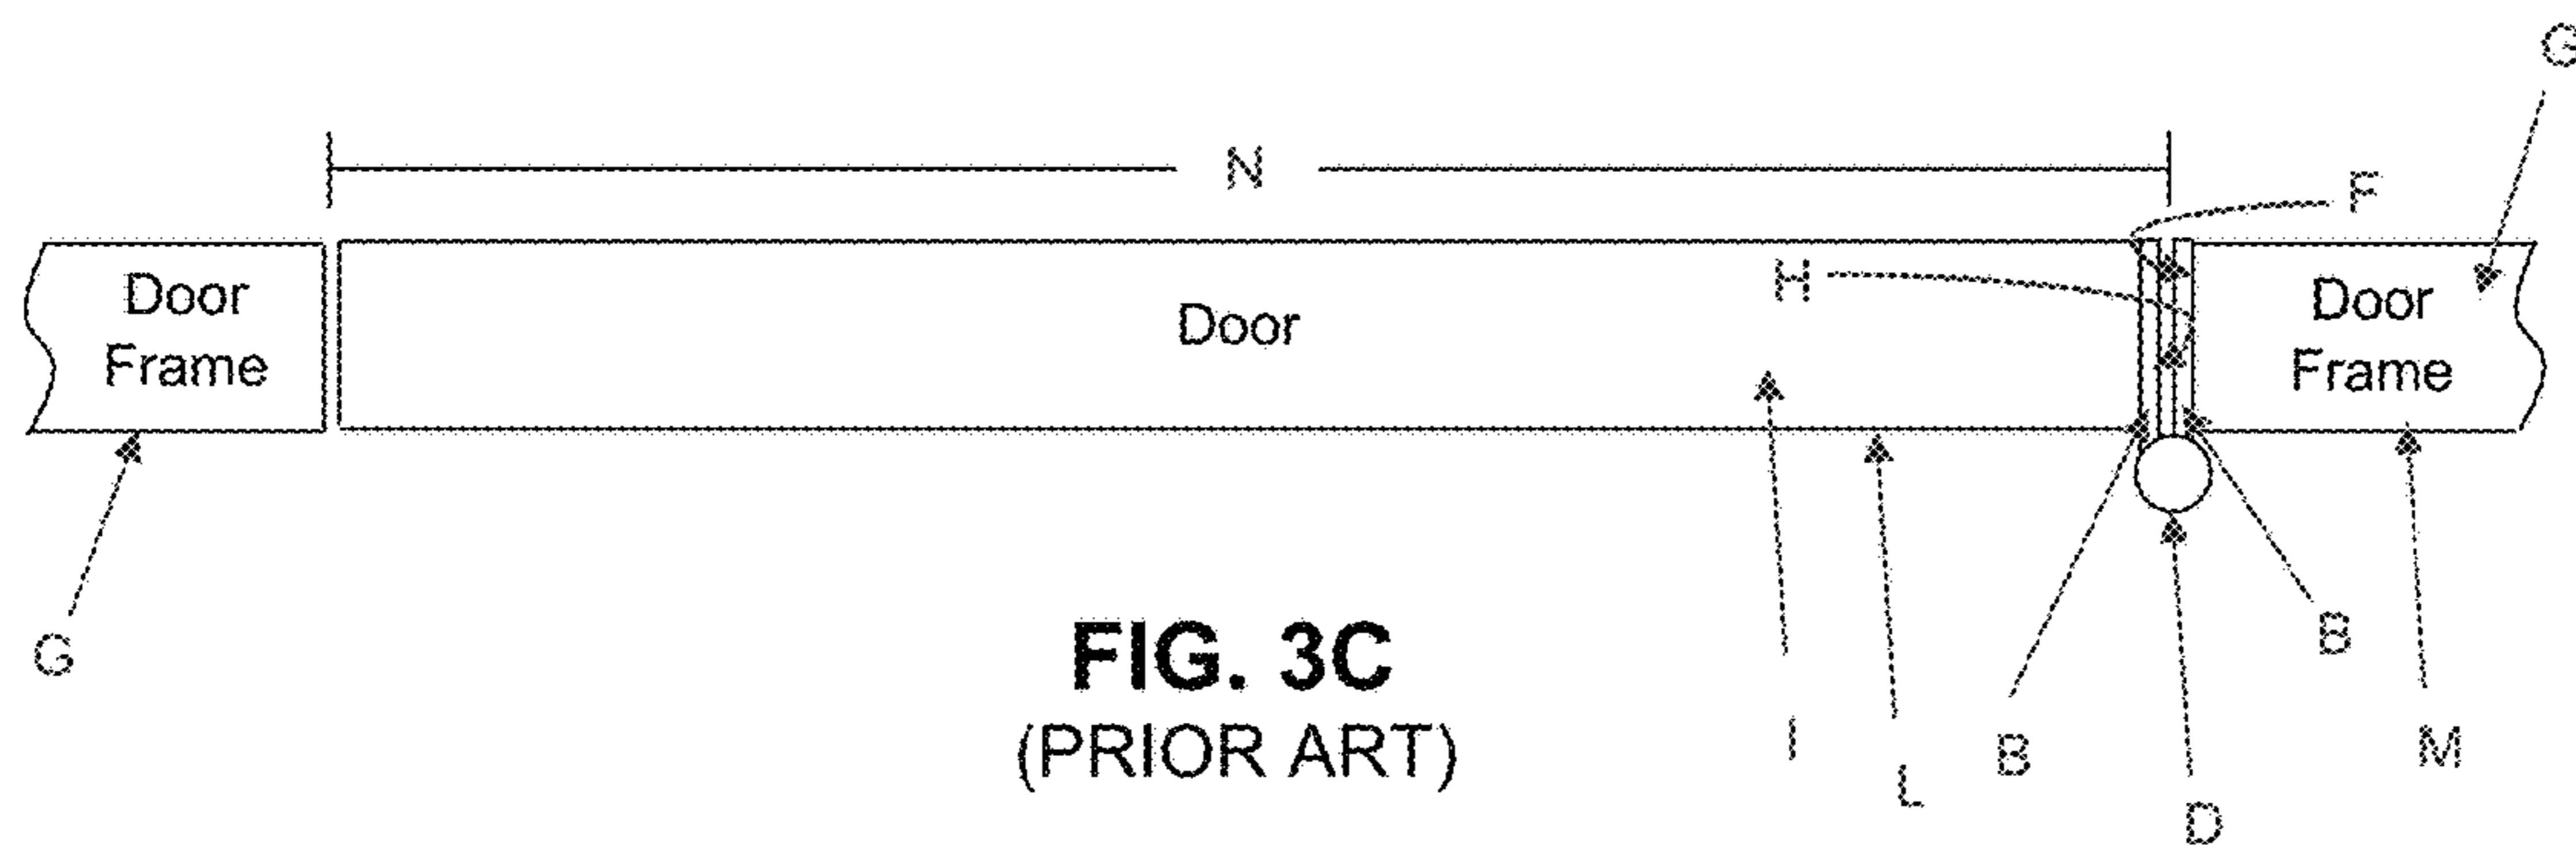 G
N
F
H
Door
Frame
Door
Door
Frame
G
B
I
B
M
L
D
FIG. 3C
(PRIOR ART)